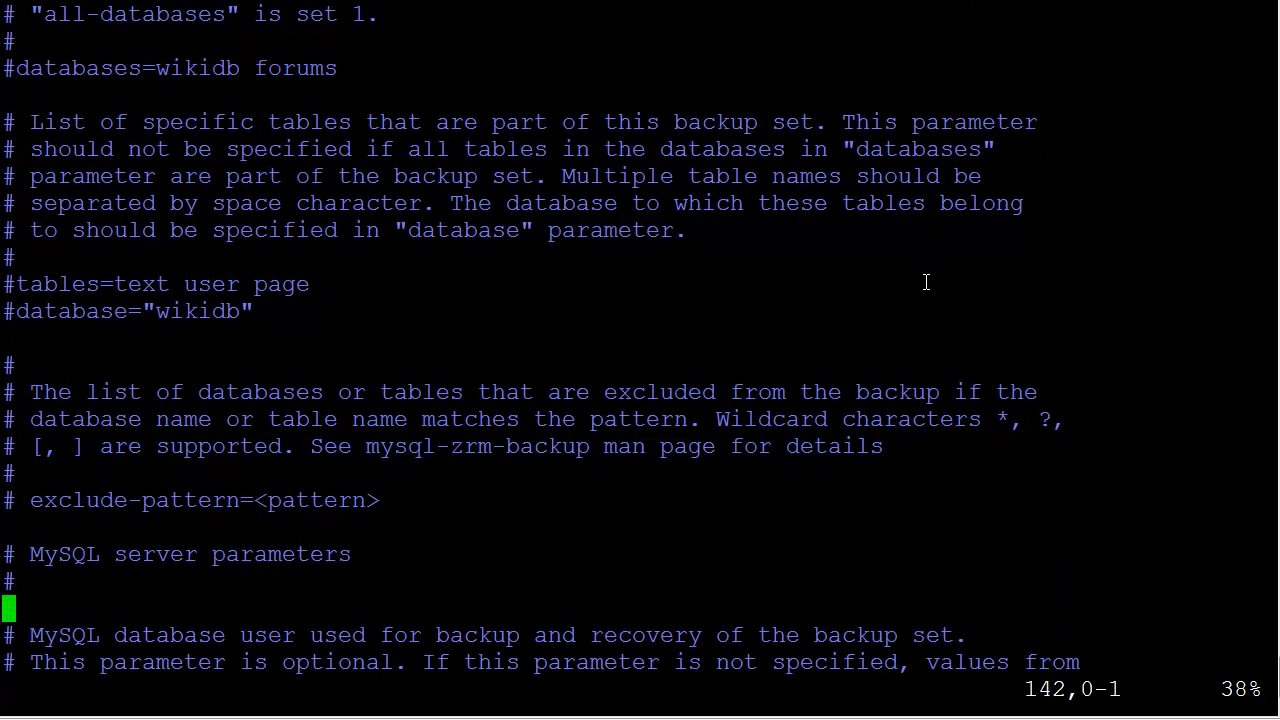 # "all-databases" is set 1.
#
#databases=wikidb forums
# List of specific tables that are part of this backup set. This parameter
# should not be specified if all tables in the databases in "databases"
# parameter are part of the backup set. Multiple table names should be
# separated by space character. The database to which these tables belong
# to should be specified in "database" parameter.
#
#tables=text user page
#database="wikidb"
#
# The list of databases or tables that are excluded from the backup if the
# database name or table name matches the pattern. Wildcard characters *, ?,
# [, ] are supported. See mysql-zrm-backup man page for details
#
# exclude-pattern=<pattern>
# MySQL server parameters
#
# MySQL database user used for backup and recovery of the backup set.
# This parameter is optional. If this parameter is not specified, values from
142,0-1 38%